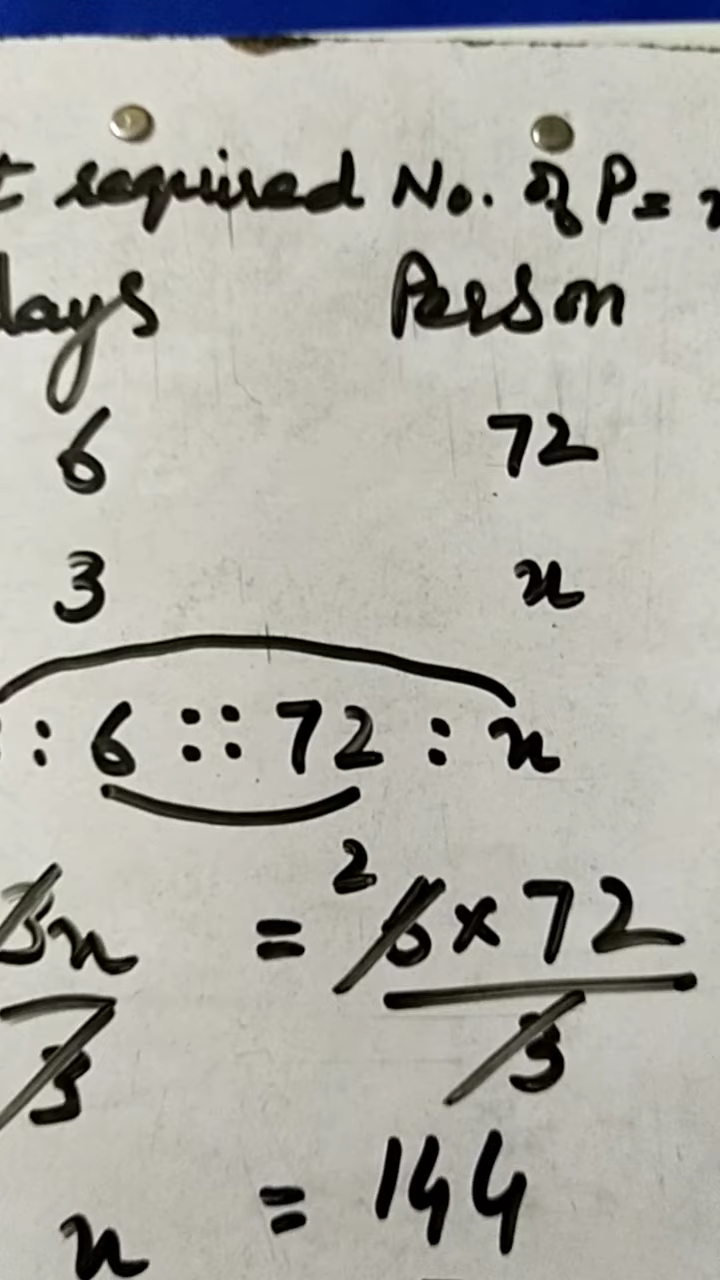 required No. of P =
days Person
6 72
3 x
: 6 :: 72 : x
3x = 2 6 x 72
3 3
x = 144